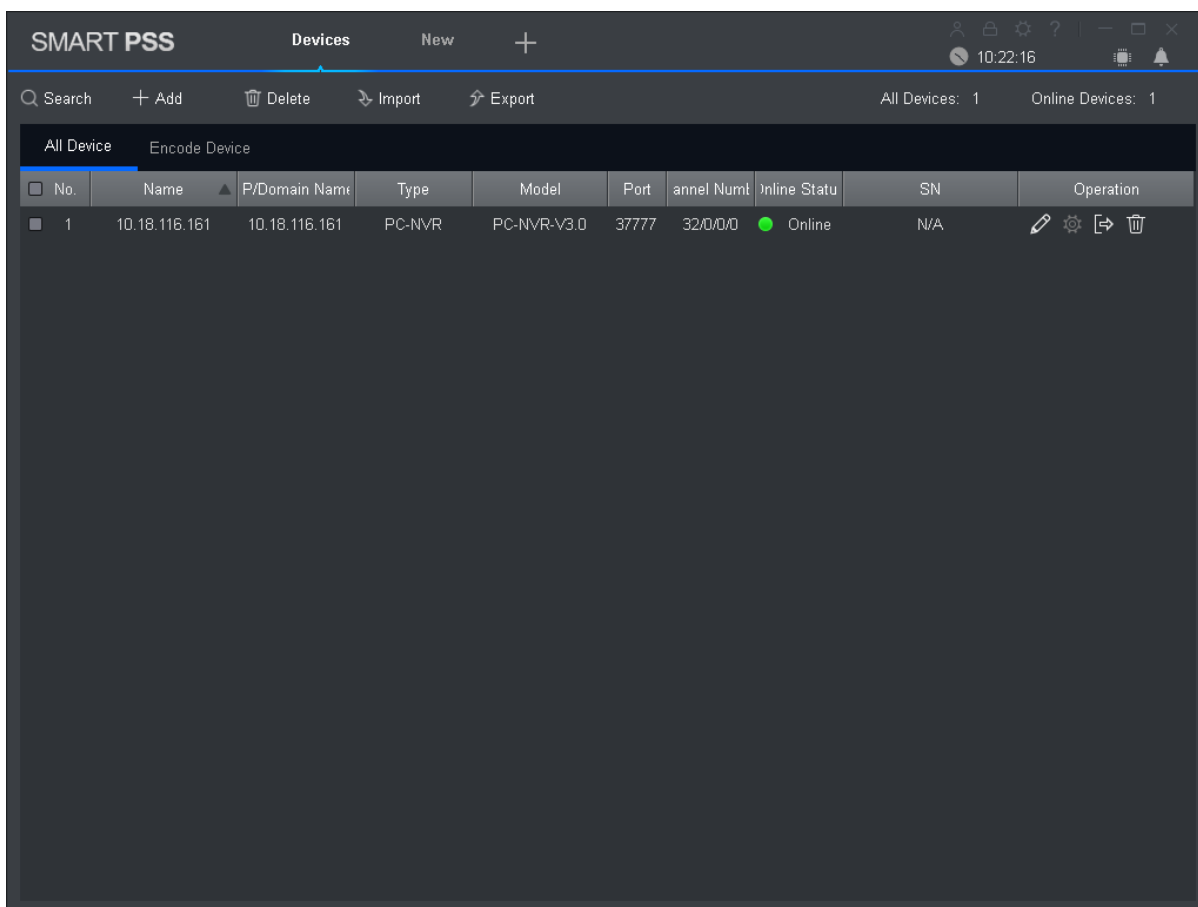 SMART PSS Devices New
10:22:16
Search Add Delete Import Export All Devices: 1 Online Devices: 1
All Device Encode Device
No. Name P/Domain Name Type Model Port annel Numb nline Statu SN Operation
1 10.18.116.161 10.18.116.161 PC-NVR PC-NVR-V3.0 37777 32/0/0/0 Online N/A